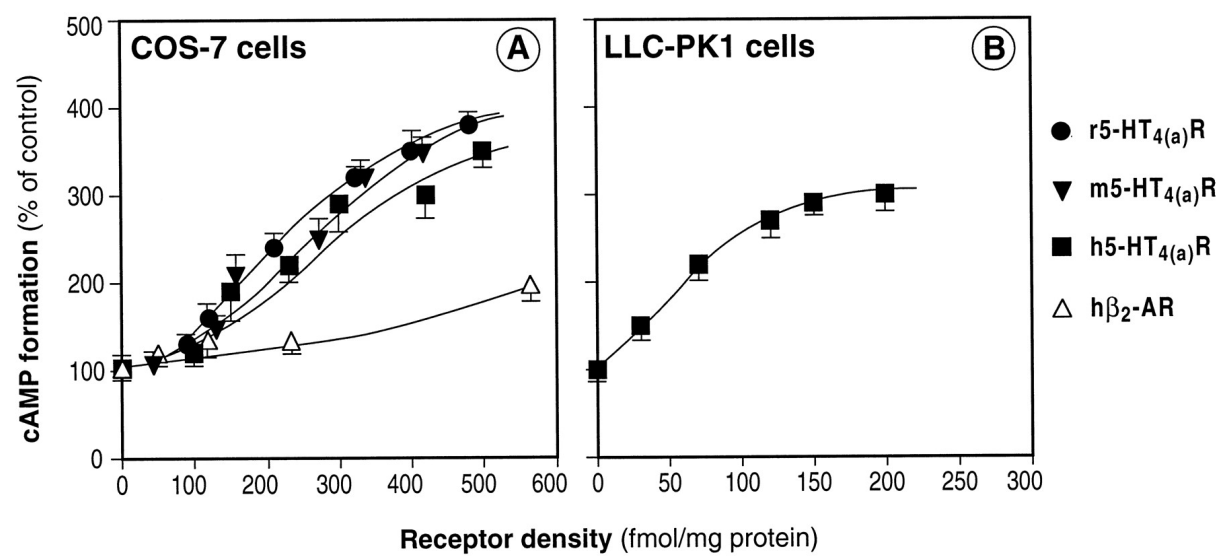 COS-7 cells
A
LLC-PK1 cells
B
cAMP formation (% of control)
500
400
300
200
100
0
0 100 200 300 400 500 600
0 50 100 150 200 250 300
Receptor density (fmol/mg protein)
r5-HT4(a)R
m5-HT4(a)R
h5-HT4(a)R
hβ2-AR